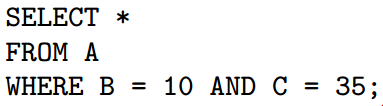 SELECT *
FROM A
WHERE B = 10 AND C = 35;